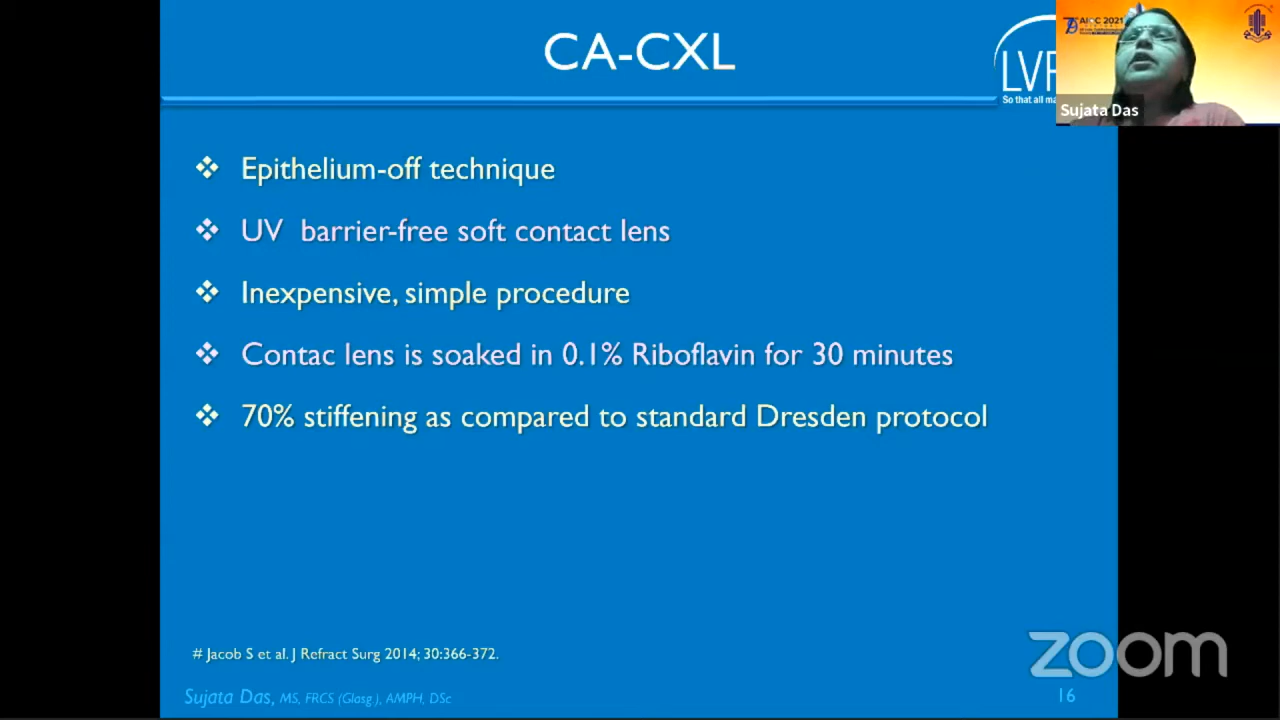 CA-CXL
LVP
So that all ma
AIOC 2021
Sujata Das
❖ Epithelium-off technique
❖ UV barrier-free soft contact lens
❖ Inexpensive, simple procedure
❖ Contac lens is soaked in 0.1% Riboflavin for 30 minutes
❖ 70% stiffening as compared to standard Dresden protocol
# Jacob S et al. J Refract Surg 2014; 30:366-372.
zoom
Sujata Das, MS, FRCS (Glasg.), AMPH, DSc
16